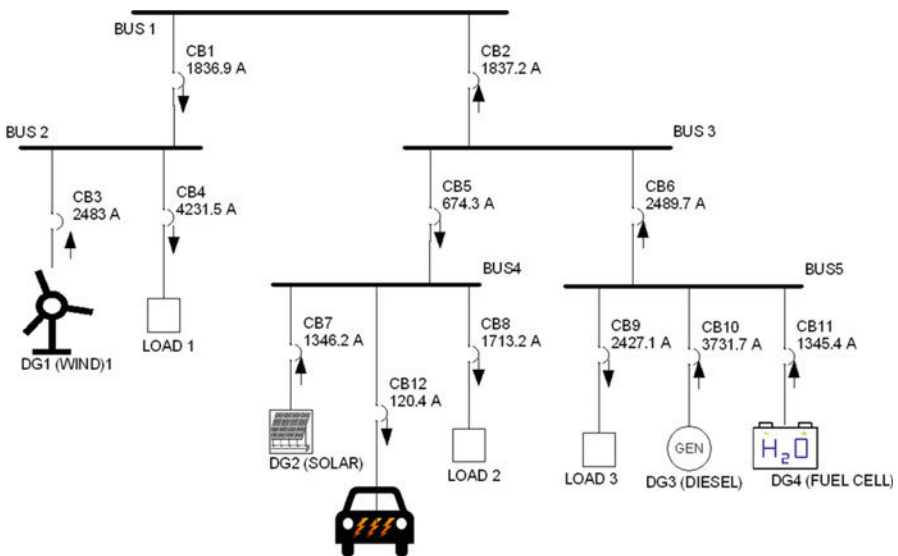 BUS 1
CB1
1836.9 A
CB2
1837.2 A
BUS 2
BUS 3
CB3
2483 A
CB4
4231.5 A
CB5
674.3 A
CB6
2489.7 A
BUS4
BUS5
DG1 (WIND)1
LOAD 1
CB7
1346.2 A
CB12
120.4 A
CB8
1713.2 A
CB9
2427.1 A
CB10
3731.7 A
CB11
1345.4 A
DG2 (SOLAR)
LOAD 2
LOAD 3
GEN
DG3 (DIESEL)
- +
H2O
DG4 (FUEL CELL)